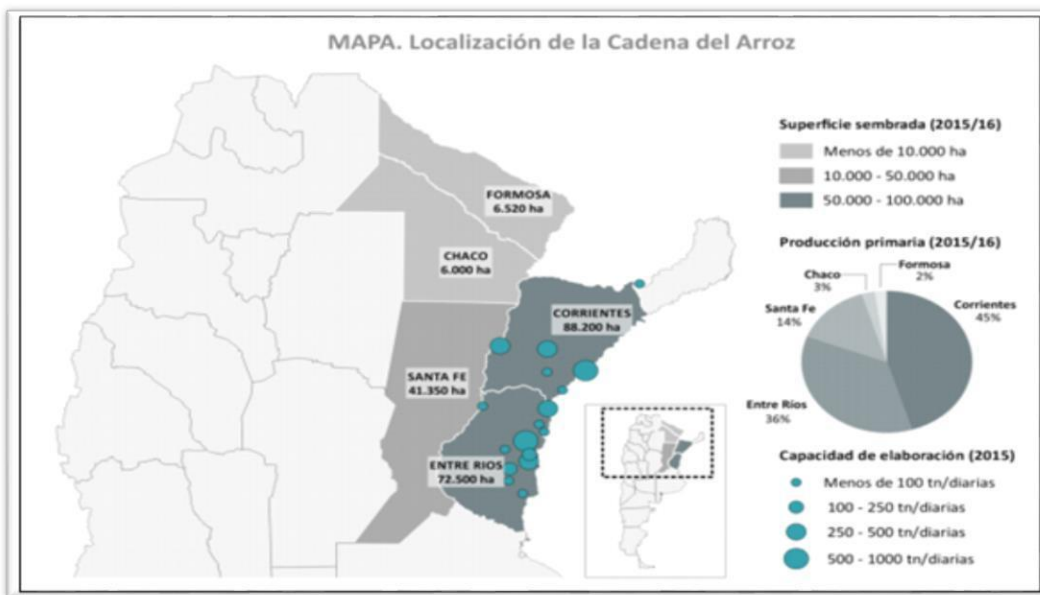 MAPA. Localización de la Cadena del Arroz
FORMOSA
6.520 ha
CHACO
6.000 ha
CORRIENTES
88.200 ha
SANTA FE
41.350 ha
ENTRE RIOS
72.500 ha
Superficie sembrada (2015/16)
Menos de 10.000 ha
10.000 - 50.000 ha
50.000 - 100.000 ha
Producción primaria (2015/16)
Formosa
2%
Chaco
3%
Santa Fe
14%
Corrientes
45%
Entre Ríos
36%
Capacidad de elaboración (2015)
Menos de 100 tn/diarias
100 - 250 tn/diarias
250 - 500 tn/diarias
500 - 1000 tn/diarias